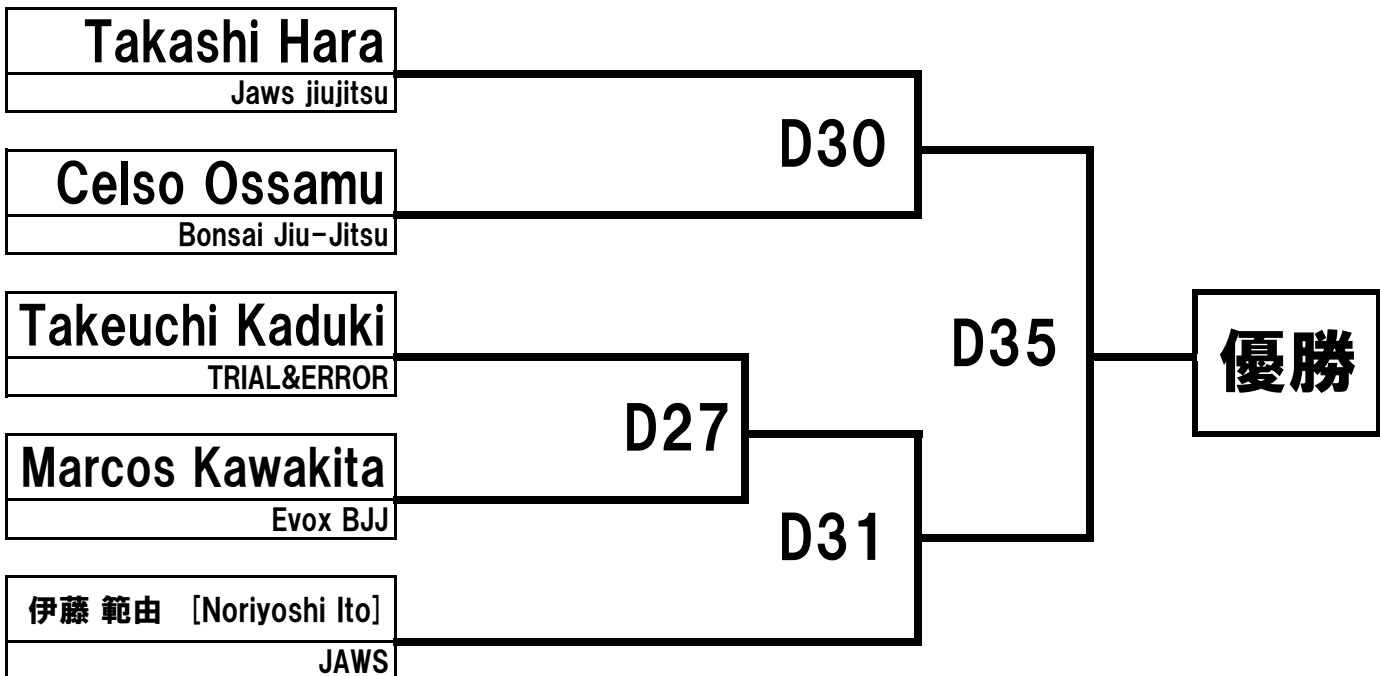 Takashi Hara
Jaws jiujitsu
D30
Celso Ossamu
Bonsai Jiu-Jitsu
Takeuchi Kaduki
TRIAL&ERROR
D35
優勝
D27
Marcos Kawakita
Evox BJJ
D31
伊藤 範由 [Noriyoshi Ito]
JAWS